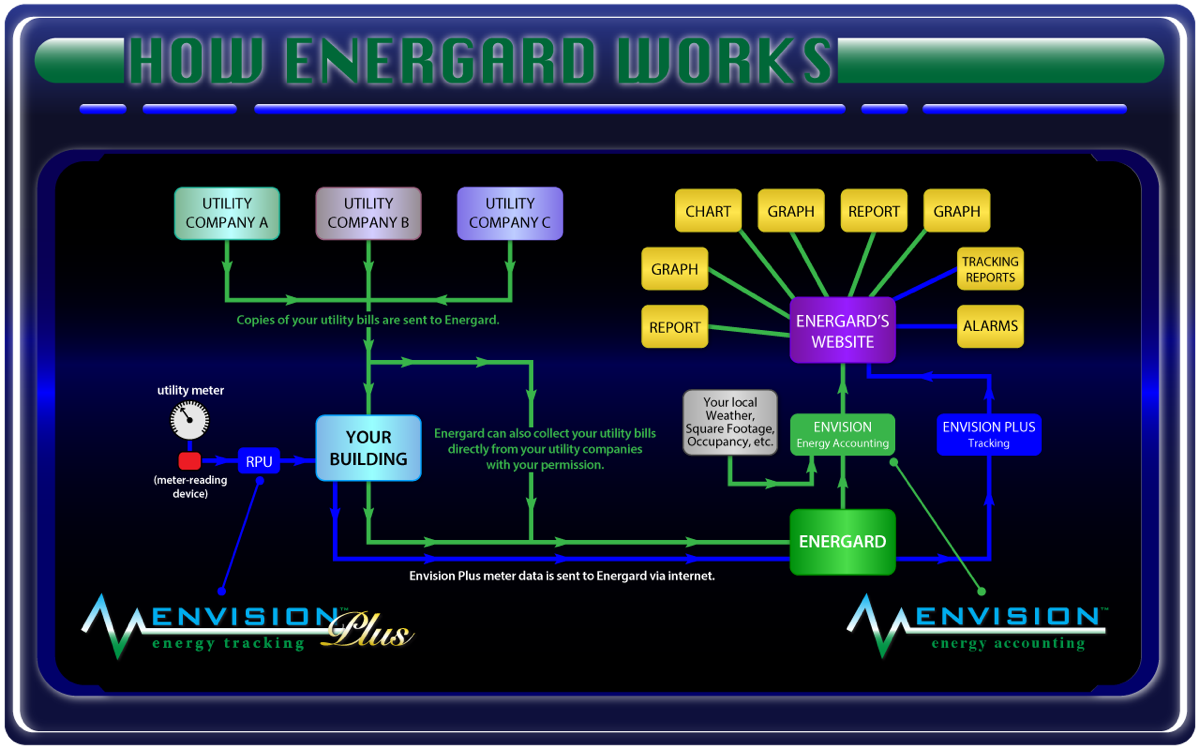 HOW ENERGARD WORKS
UTILITY
COMPANY A
UTILITY
COMPANY B
UTILITY
COMPANY C
Copies of your utility bills are sent to Energard.
CHART
GRAPH
REPORT
GRAPH
GRAPH
TRACKING
REPORTS
REPORT
ENERGARD'S
WEBSITE
ALARMS
utility meter
(meter-reading
device)
RPU
YOUR
BUILDING
Energard can also collect your utility bills
directly from your utility companies
with your permission.
Your local
Weather,
Square Footage,
Occupancy, etc.
ENVISION
Energy Accounting
ENVISION PLUS
Tracking
ENERGARD
Envision Plus meter data is sent to Energard via internet.
ENVISION™ Plus
energy tracking
ENVISION™
energy accounting